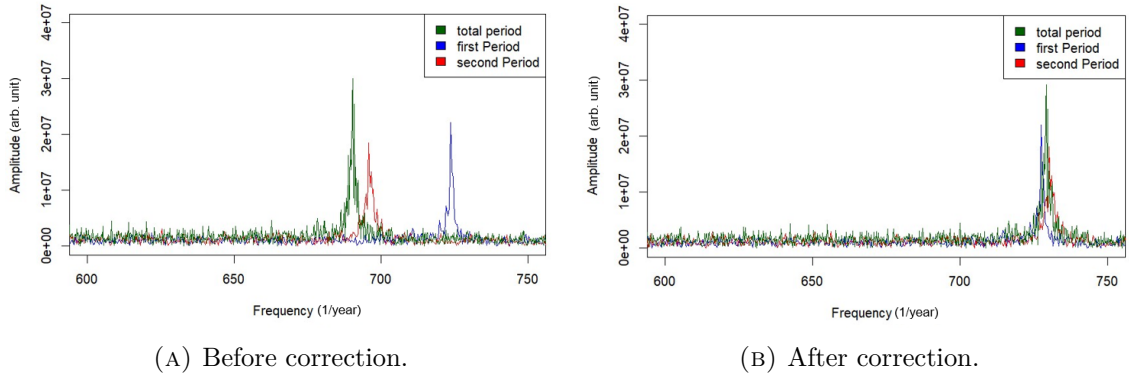 4e+07
3e+07
2e+07
1e+07
0e+00
Amplitude (arb. unit)
total period
first Period
second Period
600
650
700
750
Frequency (1/year)
(A) Before correction.
4e+07
3e+07
2e+07
1e+07
0e+00
Amplitude (arb. unit)
total period
first Period
second Period
600
650
700
750
Frequency (1/year)
(B) After correction.